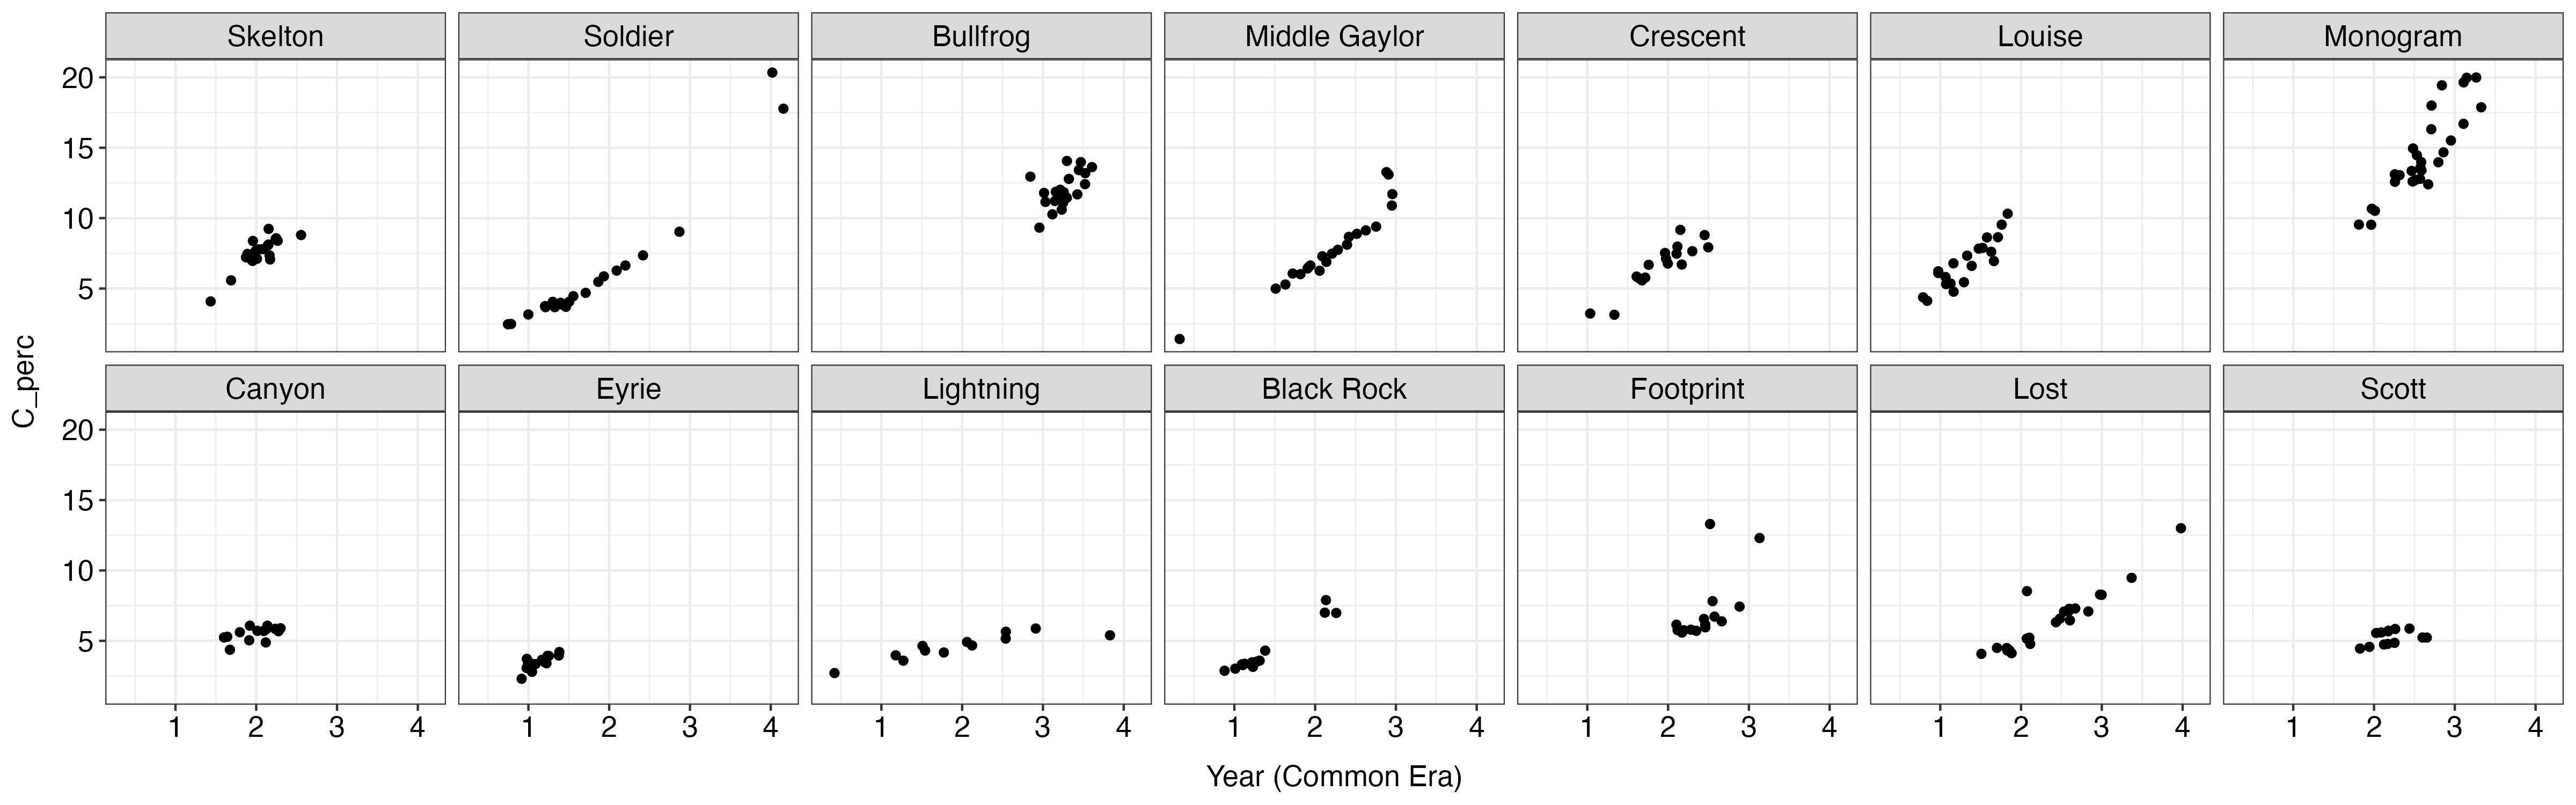 Skelton Soldier Bullfrog Middle Gaylor Crescent Louise Monogram
20
15
10
5
C_perc
Canyon Eyrie Lightning Black Rock Footprint Lost Scott
20
15
10
5
1 2 3 4 1 2 3 4 1 2 3 4 1 2 3 4 1 2 3 4 1 2 3 4 1 2 3 4
Year (Common Era)